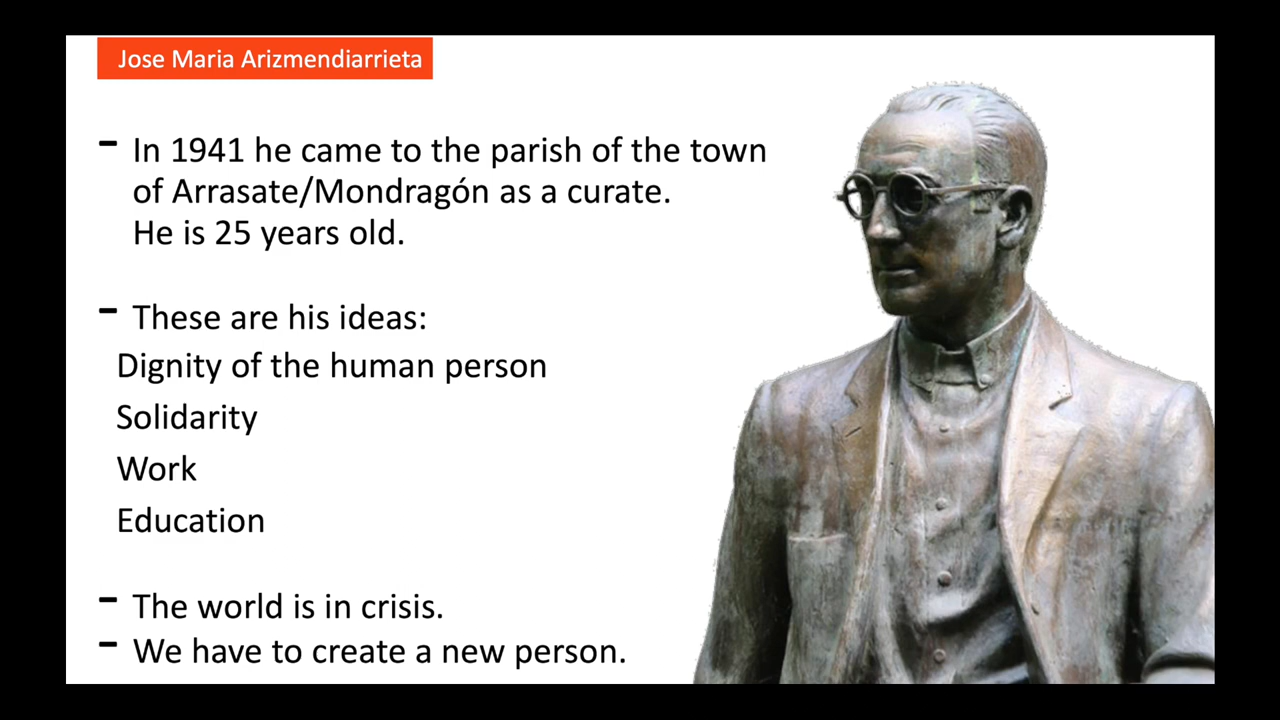 Jose Maria Arizmendiarrieta
- In 1941 he came to the parish of the town
of Arrasate/Mondragón as a curate.
He is 25 years old.
- These are his ideas:
Dignity of the human person
Solidarity
Work
Education
- The world is in crisis.
- We have to create a new person.